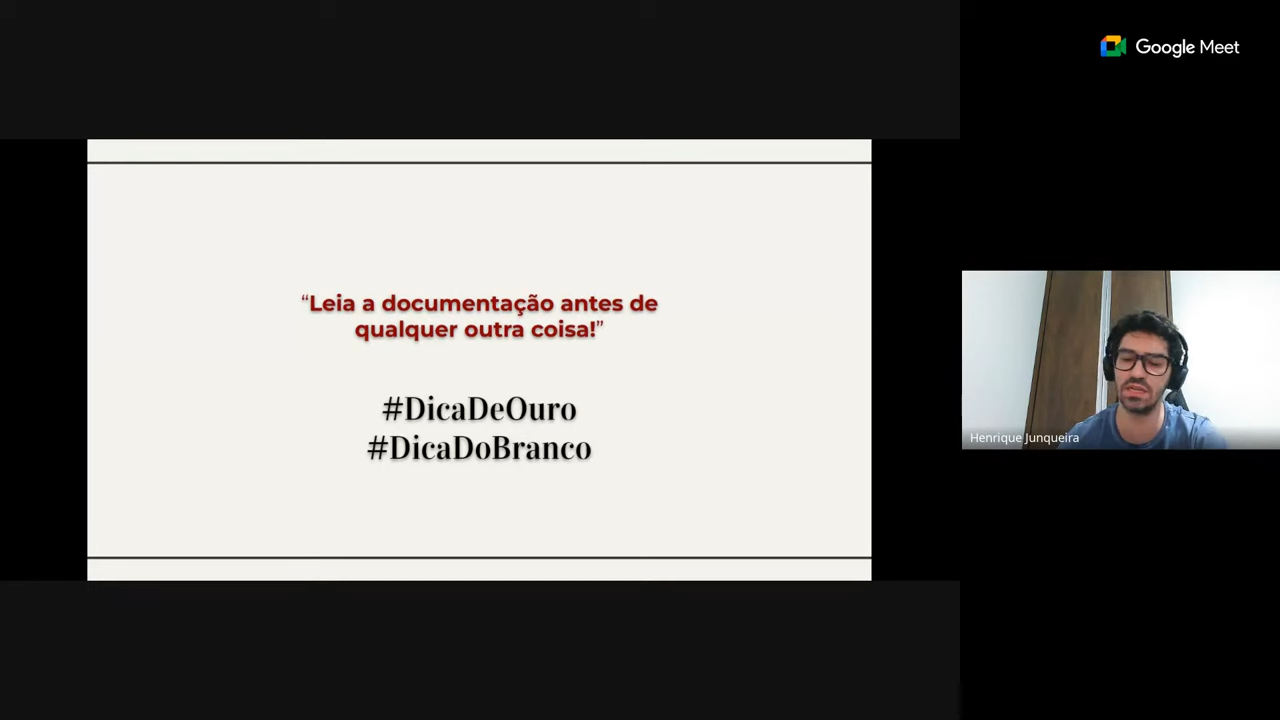 Google Meet
“Leia a documentação antes de
qualquer outra coisa!”
#DicaDeOuro
#DicaDoBranco
Henrique Junqueira